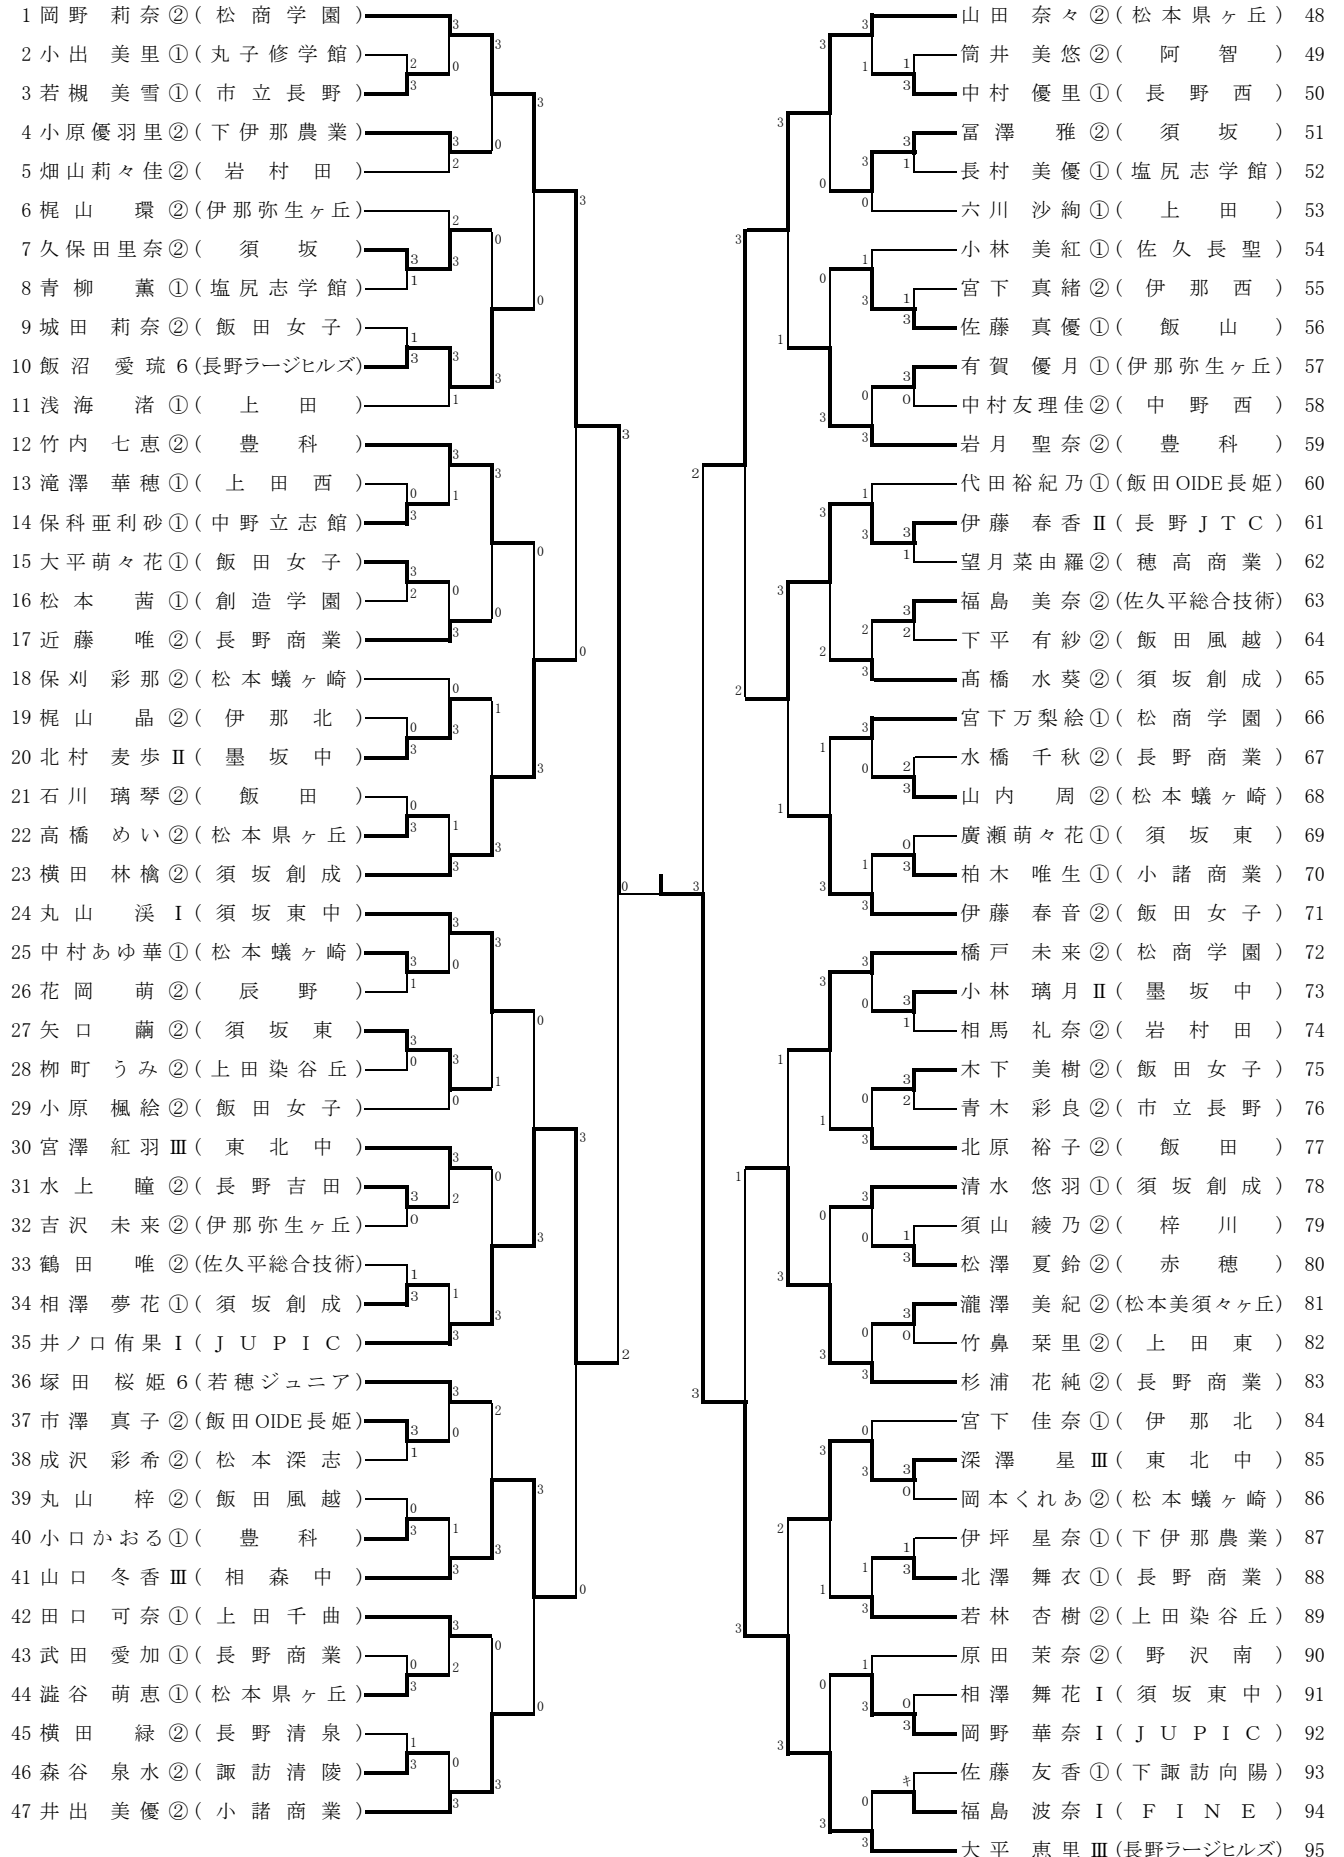 1 岡野 莉奈②(松商学園)
2 小出 美里①(丸子修学館)
3 若槻 美雪①(市立長野)
4 小原優羽里②(下伊那農業)
5 畑山莉々佳②(岩村田)
6 梶山 環②(伊那弥生ヶ丘)
7 久保田里奈②(須坂)
8 青柳 薫①(塩尻志学館)
9 城田 莉奈②(飯田女子)
10 飯沼 愛琉 6(長野ラージヒルズ)
11 浅海 渚①(上田)
12 竹内 七恵②(豊科)
13 滝澤 華穂①(上田西)
14 保科亜利砂①(中野立志館)
15 大平萌々花①(飯田女子)
16 松本 茜①(創造学園)
17 近藤 唯②(長野商業)
18 保刈 彩那②(松本蟻ヶ崎)
19 梶山 晶②(伊那北)
20 北村 麦歩Ⅱ(墨坂中)
21 石川 璃琴②(飯田)
22 高橋 めい②(松本県ヶ丘)
23 横田 林檎②(須坂創成)
24 丸山 渓Ⅰ(須坂東中)
25 中村あゆ華①(松本蟻ヶ崎)
26 花岡 萌②(辰野)
27 矢口 繭②(須坂東)
28 栁町 うみ②(上田染谷丘)
29 小原 楓絵②(飯田女子)
30 宮澤 紅羽Ⅲ(東北中)
31 水上 瞳②(長野吉田)
32 吉沢 未来②(伊那弥生ヶ丘)
33 鶴田 唯②(佐久平総合技術)
34 相澤 夢花①(須坂創成)
35 井ノ口侑果Ⅰ(JUPIC)
36 塚田 桜姫 6(若穂ジュニア)
37 市澤 真子②(飯田OIDE長姫)
38 成沢 彩希②(松本深志)
39 丸山 梓②(飯田風越)
40 小口かおる①(豊科)
41 山口 冬香Ⅲ(相森中)
42 田口 可奈①(上田千曲)
43 武田 愛加①(長野商業)
44 澁谷 萌恵①(松本県ヶ丘)
45 横田 緑②(長野清泉)
46 森谷 泉水②(諏訪清陵)
47 井出 美優②(小諸商業)
山田 奈々②(松本県ヶ丘) 48
筒井 美悠②(阿智) 49
中村 優里①(長野西) 50
冨澤 雅②(須坂) 51
長村 美優①(塩尻志学館) 52
六川 沙絢①(上田) 53
小林 美紅①(佐久長聖) 54
宮下 真緒②(伊那西) 55
佐藤 真優①(飯山) 56
有賀 優月①(伊那弥生ヶ丘) 57
中村友理佳②(中野西) 58
岩月 聖奈②(豊科) 59
代田裕紀乃①(飯田OIDE長姫) 60
伊藤 春香Ⅱ(長野JTC) 61
望月菜由羅②(穂高商業) 62
福島 美奈②(佐久平総合技術) 63
下平 有紗②(飯田風越) 64
髙橋 水葵②(須坂創成) 65
宮下万梨絵①(松商学園) 66
水橋 千秋②(長野商業) 67
山内 周②(松本蟻ヶ崎) 68
廣瀬萌々花①(須坂東) 69
柏木 唯生①(小諸商業) 70
伊藤 春音②(飯田女子) 71
橋戸 未来②(松商学園) 72
小林 璃月Ⅱ(墨坂中) 73
相馬 礼奈②(岩村田) 74
木下 美樹②(飯田女子) 75
青木 彩良②(市立長野) 76
北原 裕子②(飯田) 77
清水 悠羽①(須坂創成) 78
須山 綾乃②(梓川) 79
松澤 夏鈴②(赤穂) 80
瀧澤 美紀②(松本美須々ヶ丘) 81
竹鼻 栞里②(上田東) 82
杉浦 花純②(長野商業) 83
宮下 佳奈①(伊那北) 84
深澤 星Ⅲ(東北中) 85
岡本くれあ②(松本蟻ヶ崎) 86
伊坪 星奈①(下伊那農業) 87
北澤 舞衣①(長野商業) 88
若林 杏樹②(上田染谷丘) 89
原田 茉奈②(野沢南) 90
相澤 舞花Ⅰ(須坂東中) 91
岡野 華奈Ⅰ(JUPIC) 92
佐藤 友香①(下諏訪向陽) 93
福島 波奈Ⅰ(FINE) 94
大平 恵里Ⅲ(長野ラージヒルズ) 95